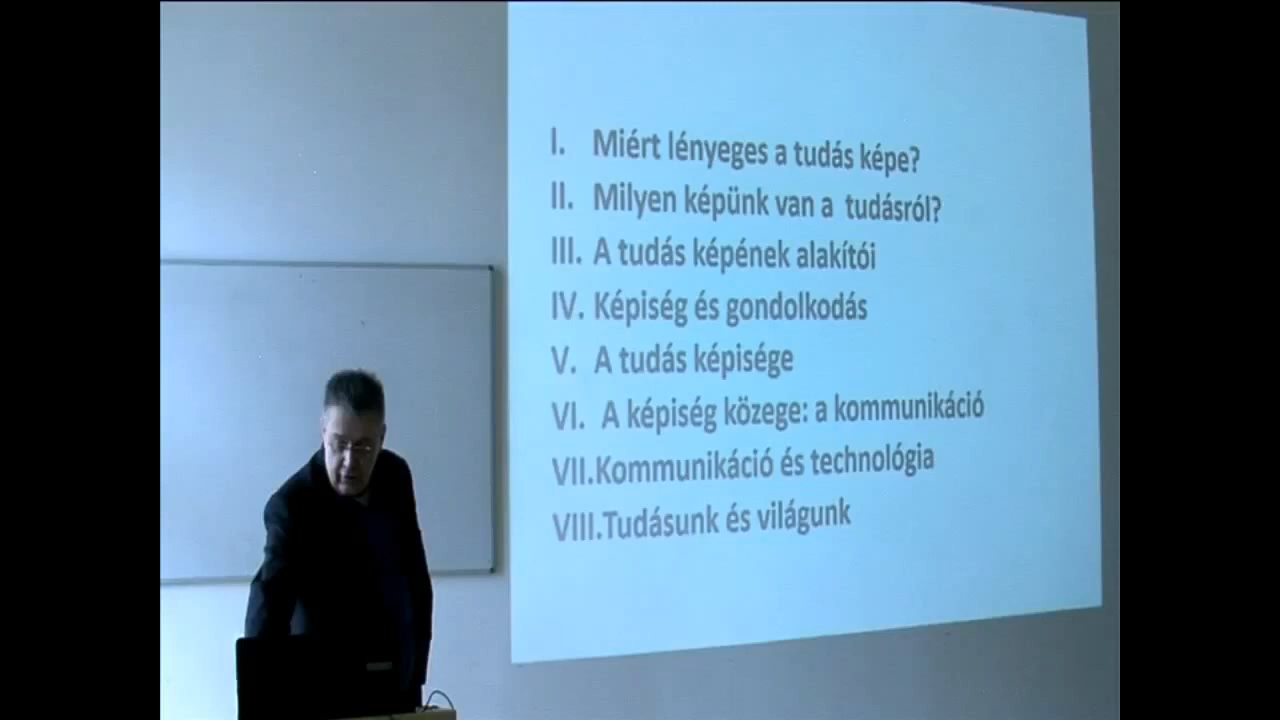 I. Miért lényeges a tudás képe?
II. Milyen képünk van a tudásról?
III. A tudás képének alakítói
IV. Képiség és gondolkodás
V. A tudás képisége
VI. A képiség közege: a kommunikáció
VII.Kommunikáció és technológia
VIII.Tudásunk és világunk